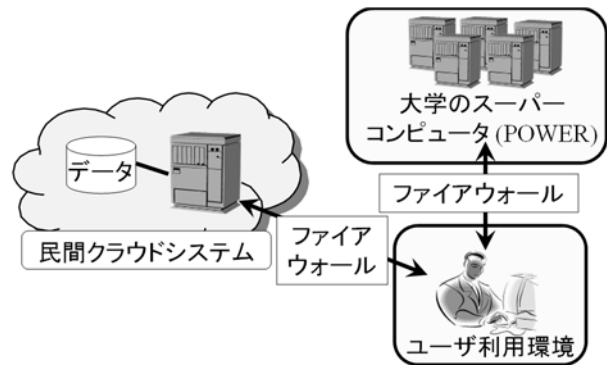 大学のスーパー
コンピュータ(POWER)
データ
ファイアウォール
民間クラウドシステム
ファイア
ウォール
ユーザ利用環境